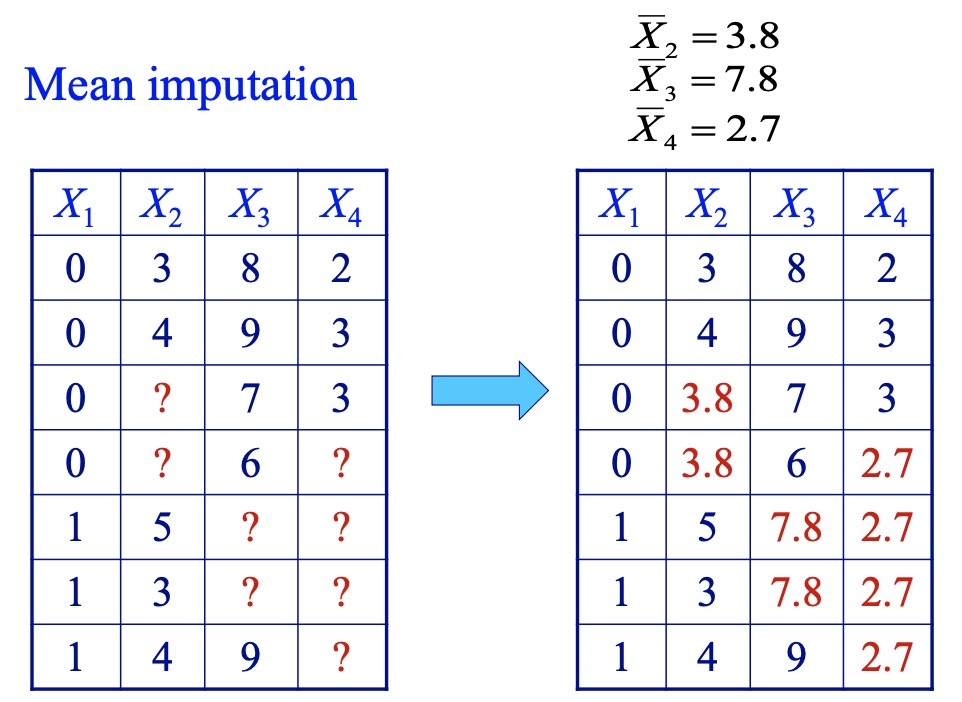 Mean imputation
X̅₂ = 3.8
X̅₃ = 7.8
X̅₄ = 2.7
X₁ X₂ X₃ X₄
0 3 8 2
0 4 9 3
0 ? 7 3
0 ? 6 ?
1 5 ? ?
1 3 ? ?
1 4 9 ?
X₁ X₂ X₃ X₄
0 3 8 2
0 4 9 3
0 3.8 7 3
0 3.8 6 2.7
1 5 7.8 2.7
1 3 7.8 2.7
1 4 9 2.7